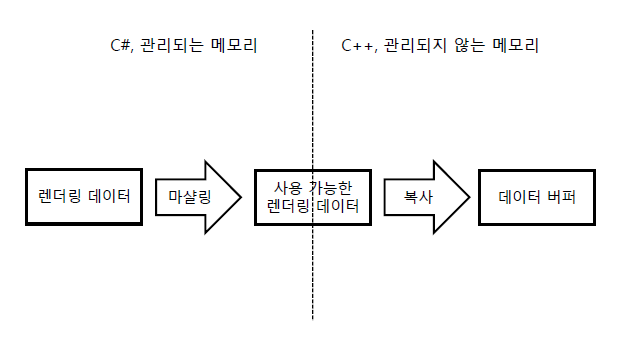 C#, 관리되는 메모리
C++, 관리되지 않는 메모리
렌더링 데이터
마샬링
사용 가능한
렌더링 데이터
복사
데이터 버퍼